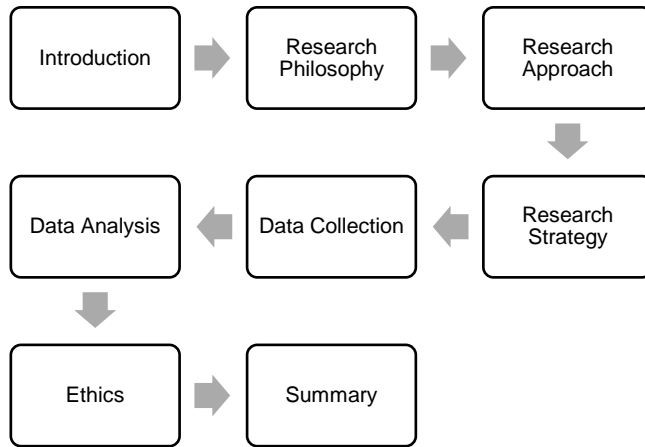 Introduction
Research
Philosophy
Research
Approach
Research
Strategy
Data Collection
Data Analysis
Ethics
Summary